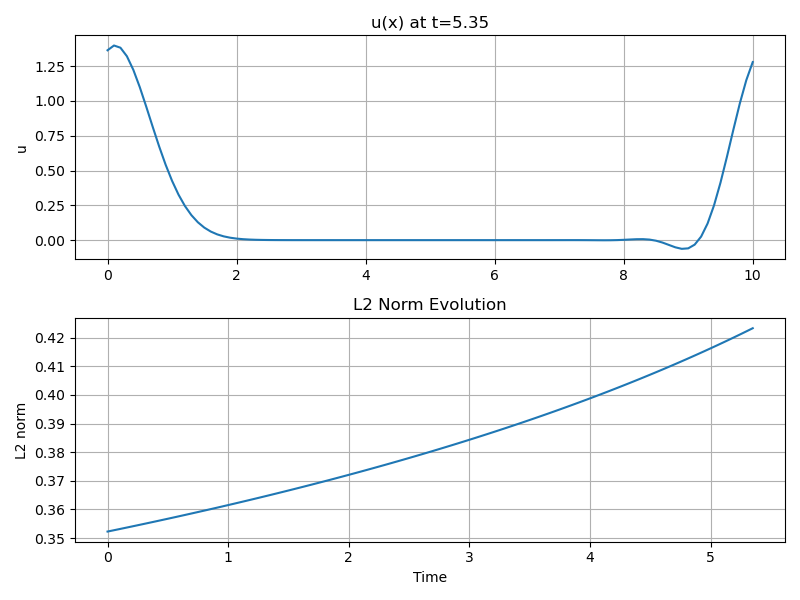 u(x) at t=5.35
u
1.25
1.00
0.75
0.50
0.25
0.00
0 2 4 6 8 10
L2 Norm Evolution
L2 norm
0.42
0.41
0.40
0.39
0.38
0.37
0.36
0.35
0 1 2 3 4 5
Time